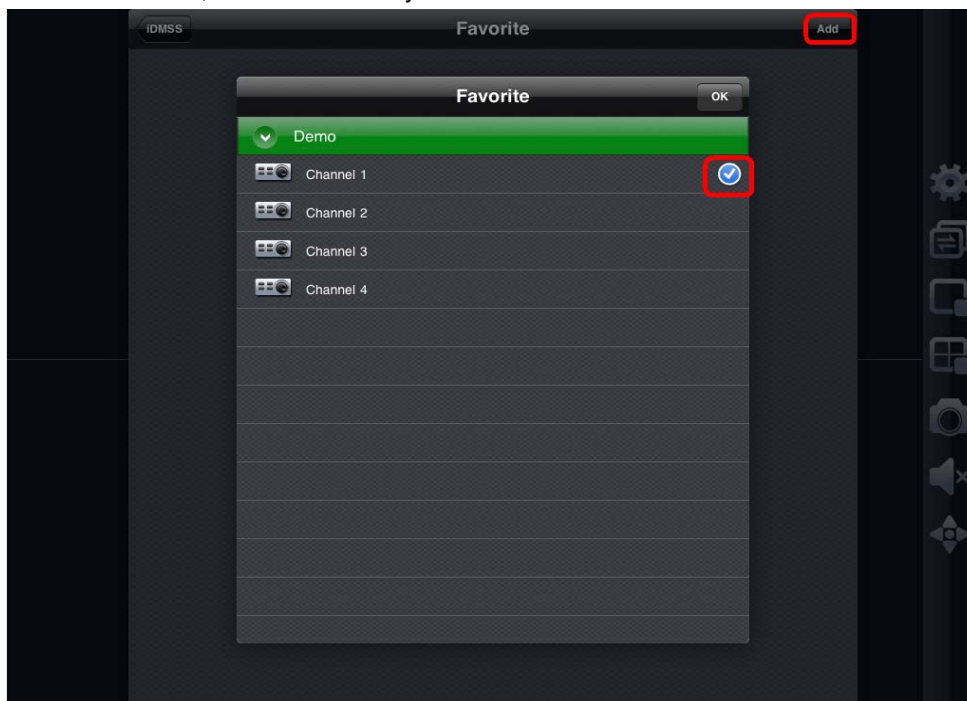 iDMSS Favorite Add
Favorite OK
Demo
Channel 1
Channel 2
Channel 3
Channel 4